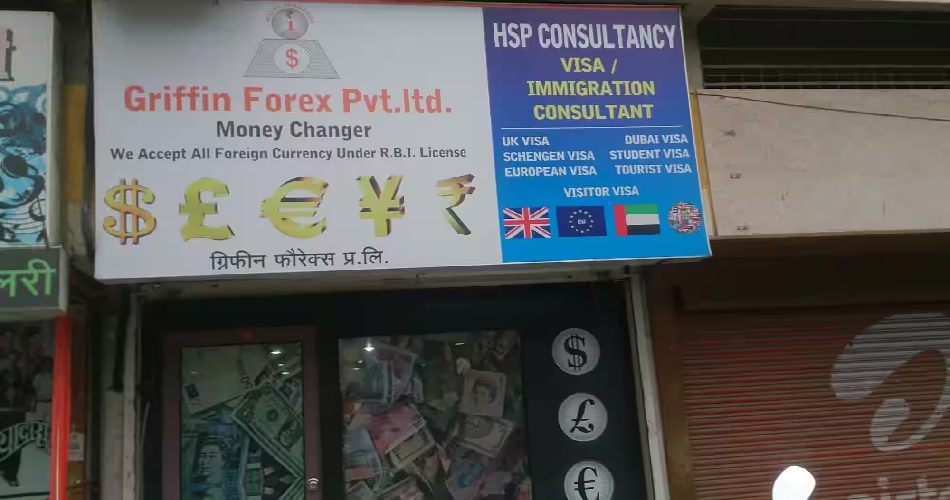 Griffin Forex Pvt.ltd.
Money Changer
We Accept All Foreign Currency Under R.B.I. License
$ £ € ¥ ₹
ग्रिफीन फौरेक्स प्र.लि.
HSP CONSULTANCY
VISA /
IMMIGRATION
CONSULTANT
UK VISA
DUBAI VISA
SCHENGEN VISA
STUDENT VISA
EUROPEAN VISA
TOURIST VISA
VISITOR VISA
EU
$
£
€